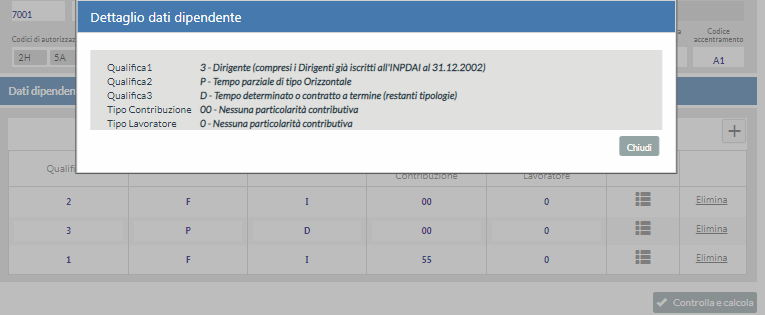 7001
Dettaglio dati dipendente
Codici di autorizzaz
a
Codice accentramento
2H 5A
A1
Qualifica1 3 - Dirigente (compresi i Dirigenti già iscritti all'INPDAI al 31.12.2002)
Qualifica2 P - Tempo parziale di tipo Orizzontale
Qualifica3 D - Tempo determinato o contratto a termine (restanti tipologie)
Tipo Contribuzione 00 - Nessuna particolarità contributiva
Tipo Lavoratore 0 - Nessuna particolarità contributiva
Chiudi
Dati dipenden
+
Qualific Contribuzione Lavoratore
2 F I 00 0 Elimina
3 P D 00 0 Elimina
1 F I 55 0 Elimina
Controlla e calcola